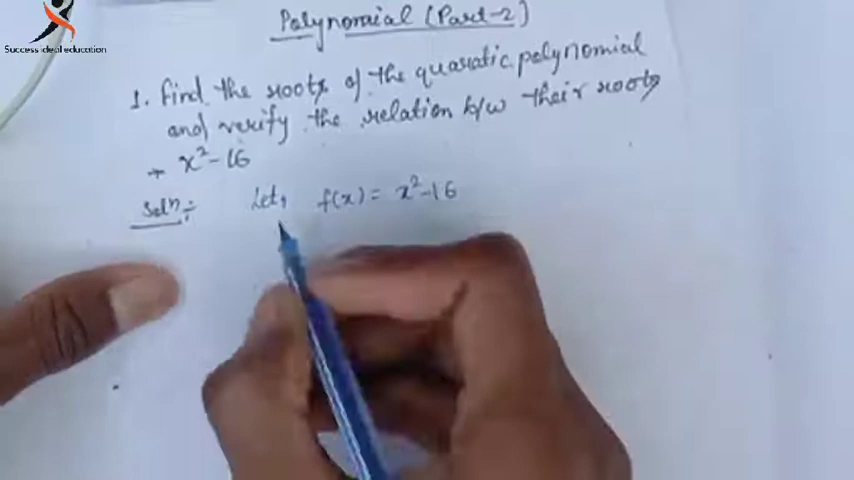 Success ideal education
Polynomial (Part-2)
1. Find the roots of the quaratic polynomial
and verify the relation b/w their roots
→ x²-16
Solⁿ÷ Let, f(x) = x²-16